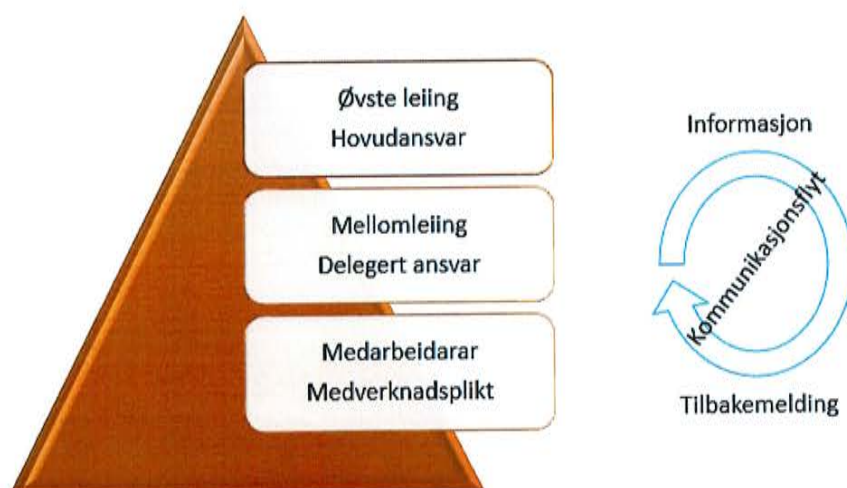 Øvste leiing
Hovudansvar
Mellomleiing
Delegert ansvar
Medarbeidarar
Medverknadsplikt
Informasjon
Kommunikasjonsflyt
Tilbakemelding